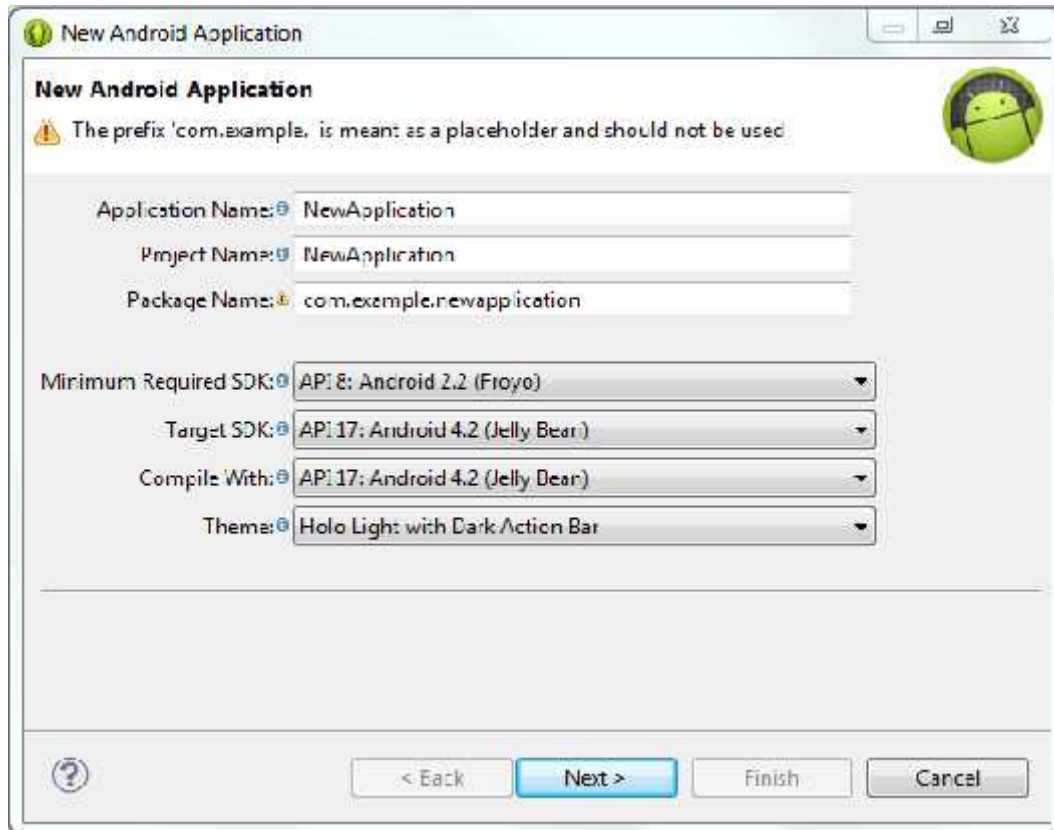 New Android Application
New Android Application
The prefix 'com.example.' is meant as a placeholder and should not be used
Application Name: NewApplication
Project Name: NewApplication
Package Name: com.example.newapplication
Minimum Required SDK: API 8: Android 2.2 (Froyo)
Target SDK: API 17: Android 4.2 (Jelly Bean)
Compile With: API 17: Android 4.2 (Jelly Bean)
Theme: Holo Light with Dark Action Bar
? < Back Next > Finish Cancel